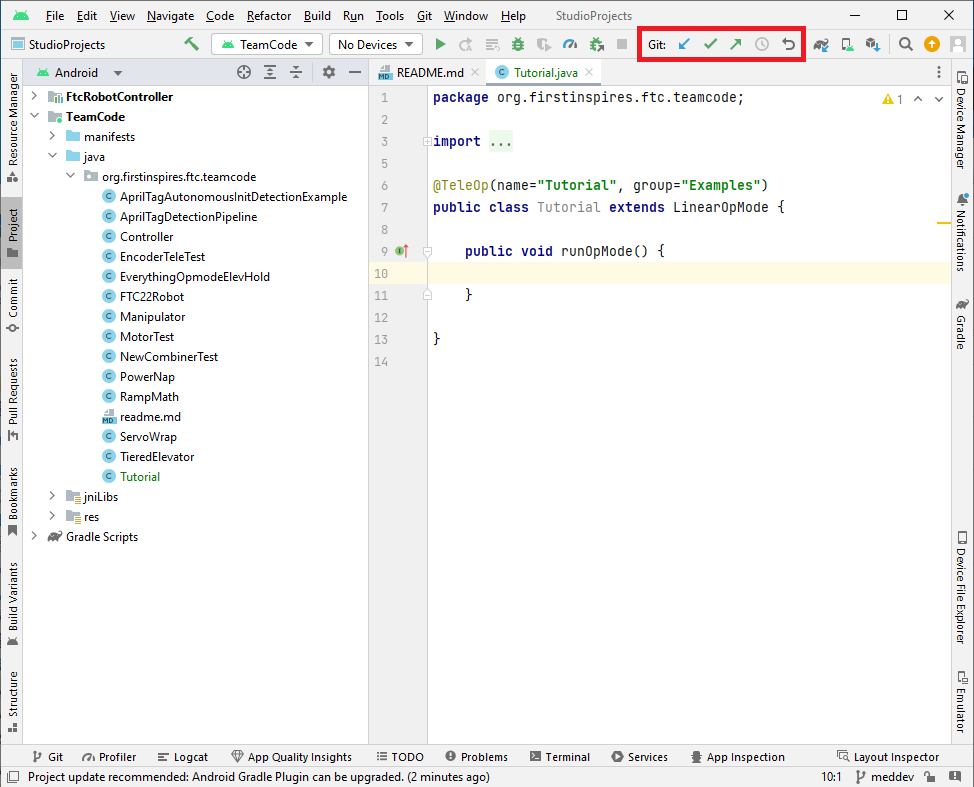 File Edit View Navigate Code Refactor Build Run Tools Git Window Help StudioProjects
StudioProjects TeamCode No Devices Git:
Resource Manager
Project
Commit
Pull Requests
Bookmarks
Build Variants
Structure
Android
FtcRobotController
TeamCode
manifests
java
org.firstinspires.ftc.teamcode
C AprilTagAutonomousInitDetectionExample
C AprilTagDetectionPipeline
C Controller
C EncoderTeleTest
C EverythingOpmodeElevHold
C FTC22Robot
C Manipulator
C MotorTest
C NewCombinerTest
C PowerNap
C RampMath
MD readme.md
C ServoWrap
C TieredElevator
C Tutorial
jniLibs
res
Gradle Scripts
MD README.md C Tutorial.java
1 package org.firstinspires.ftc.teamcode; 1
2
3 import ...
5
6 @TeleOp(name="Tutorial", group="Examples")
7 public class Tutorial extends LinearOpMode {
8
9 public void runOpMode() {
10
11 }
12
13 }
14
Device Manager
Notifications
Gradle
Device File Explorer
Emulator
Git Profiler Logcat App Quality Insights TODO Problems Terminal Services App Inspection Layout Inspector
Project update recommended: Android Gradle Plugin can be upgraded. (2 minutes ago) 10:1 meddev